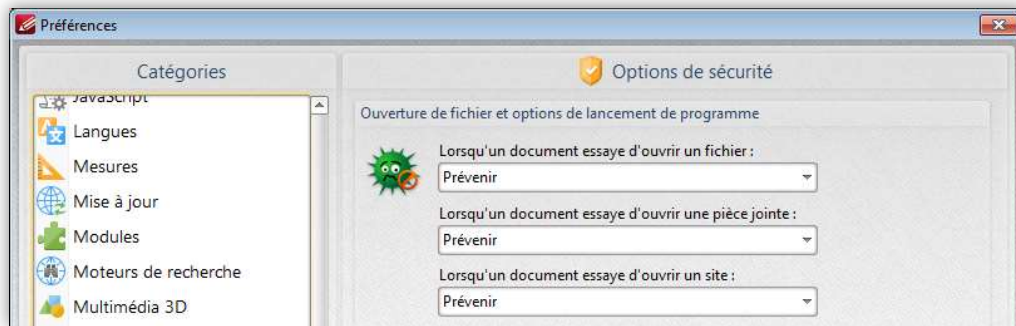 Préférences
Catégories
JavaScript
Langues
Mesures
Mise à jour
Modules
Moteurs de recherche
Multimédia 3D
Options de sécurité
Ouverture de fichier et options de lancement de programme
Lorsqu'un document essaye d'ouvrir un fichier :
Prévenir
Lorsqu'un document essaye d'ouvrir une pièce jointe :
Prévenir
Lorsqu'un document essaye d'ouvrir un site :
Prévenir